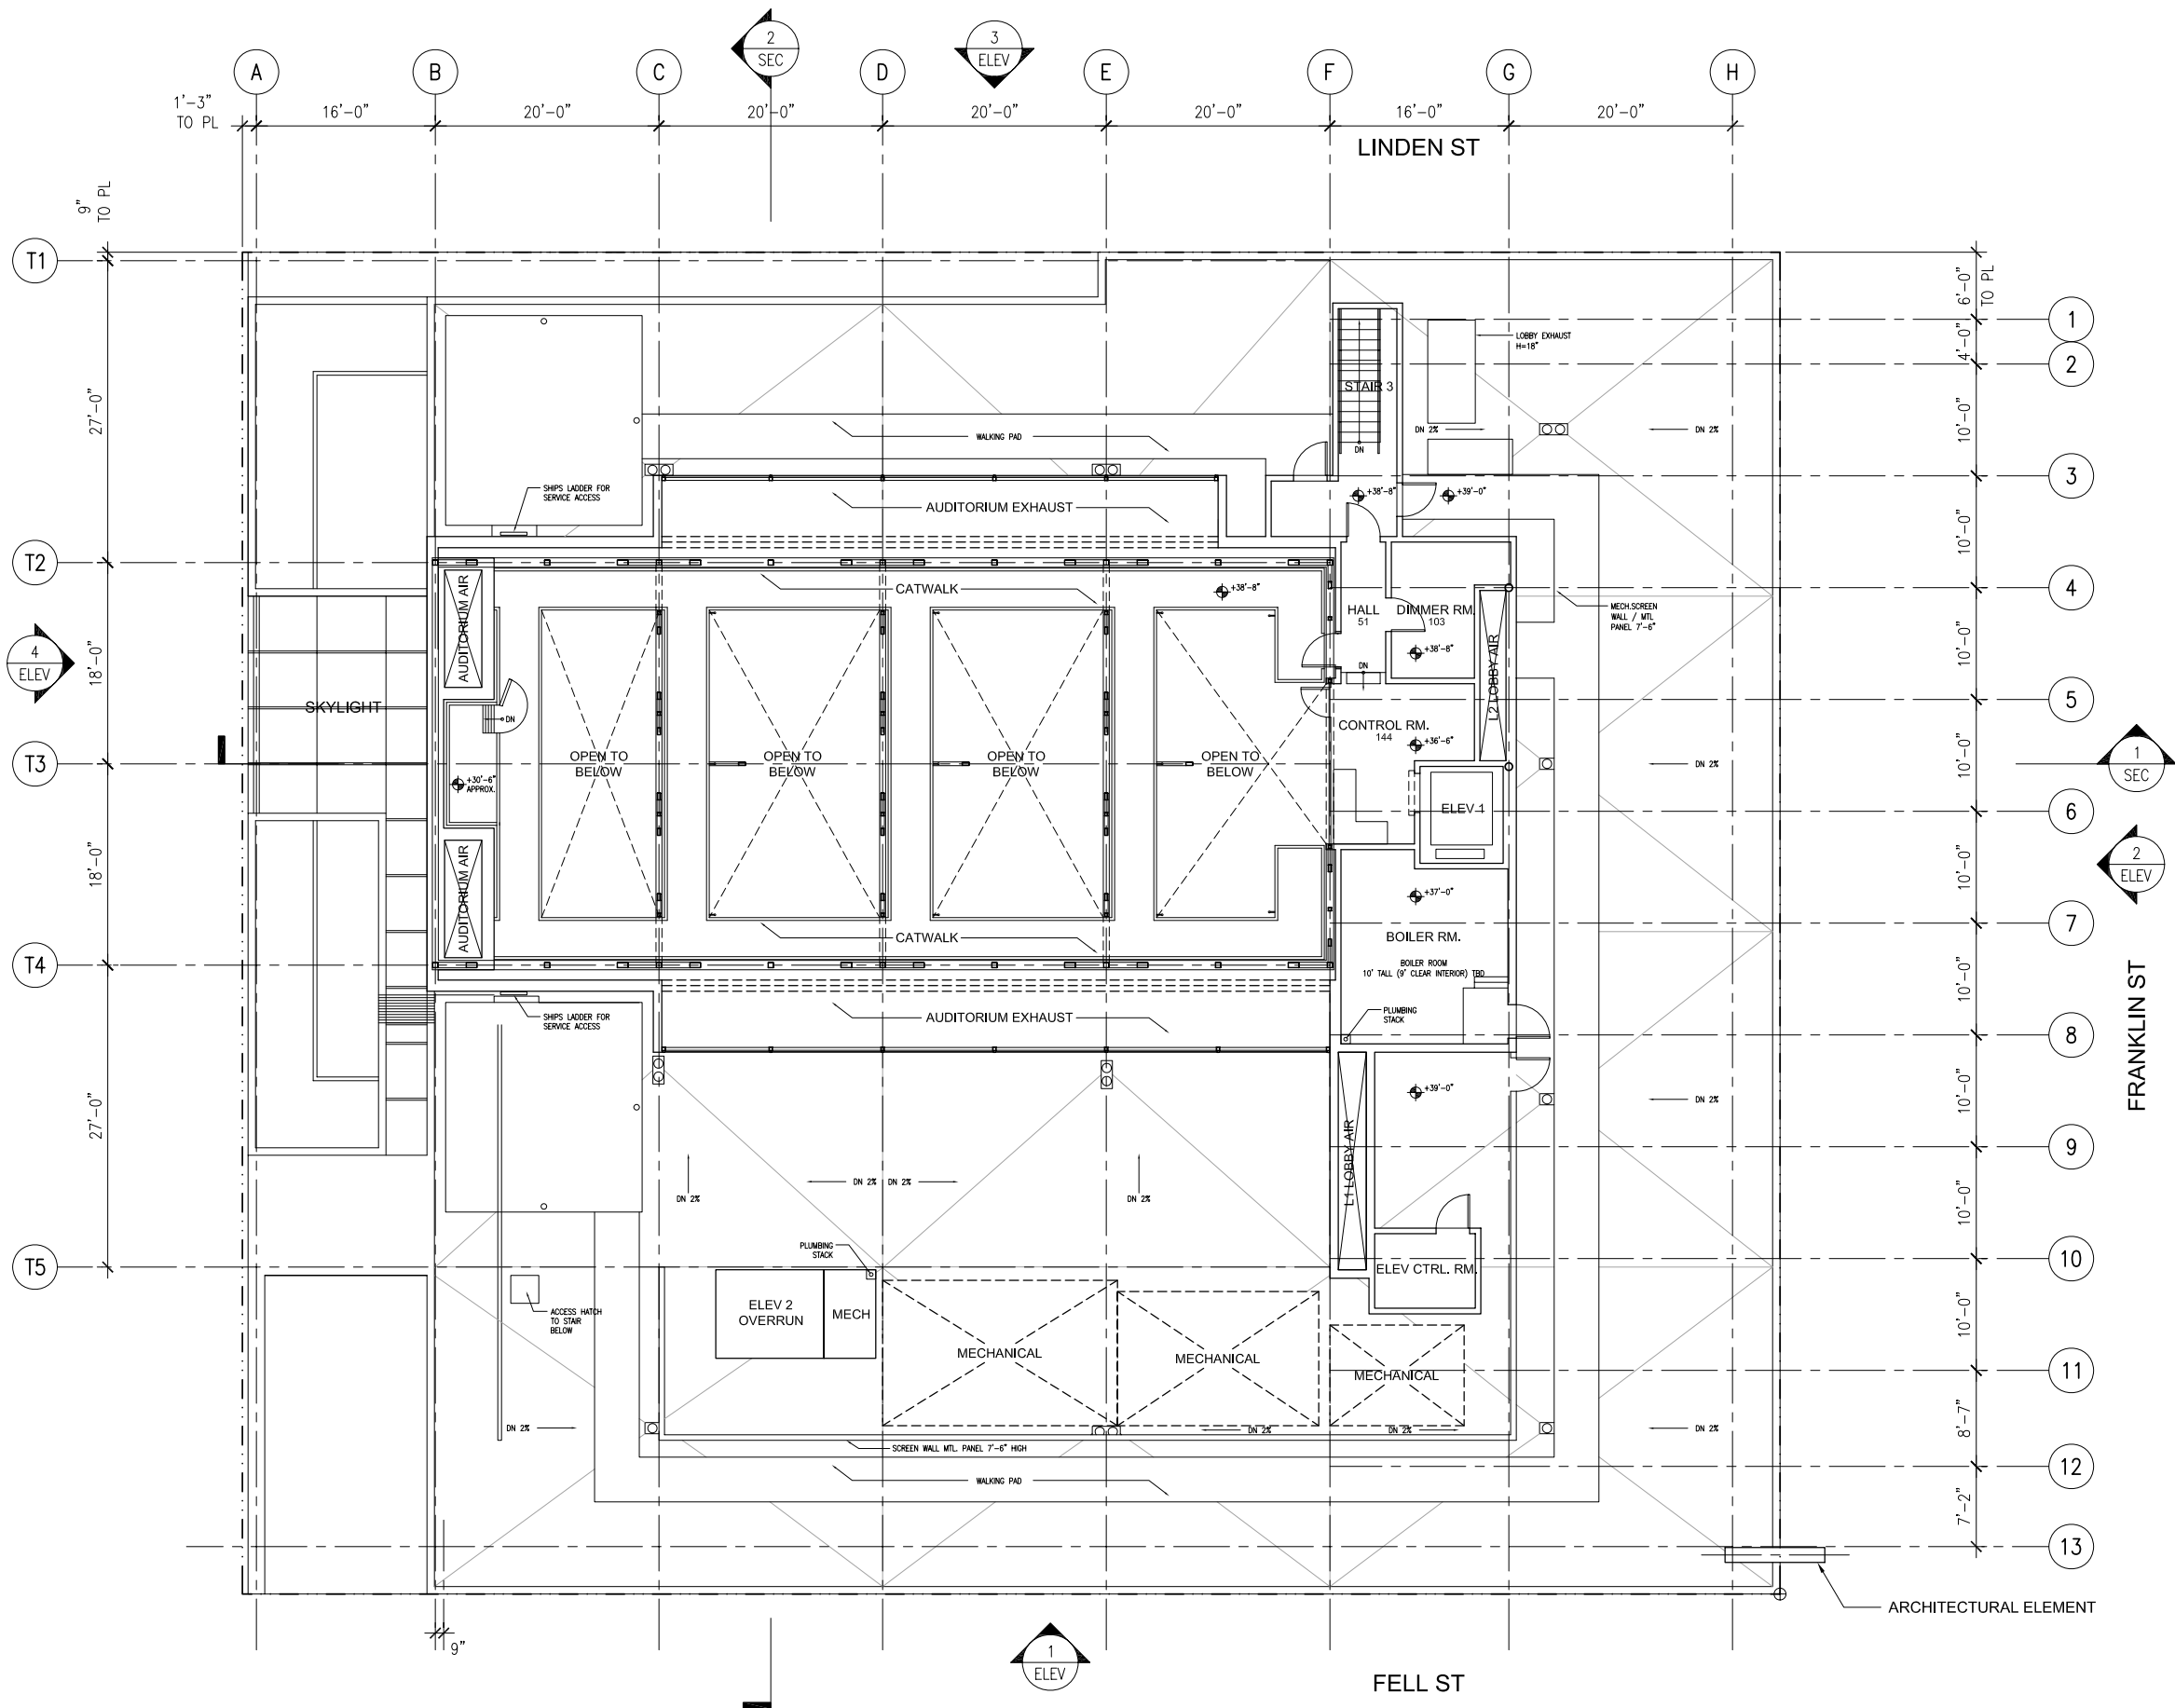 2
SEC
3
ELEV
A
B
C
D
E
F
G
H
1'-3"
TO PL
16'-0"
20'-0"
20'-0"
20'-0"
20'-0"
16'-0"
20'-0"
LINDEN ST
9"
TO PL
T1
27'-0"
T2
18'-0"
T3
18'-0"
T4
27'-0"
T5
4
ELEV
6'-0"
TO PL
4'-0"
10'-0"
10'-0"
10'-0"
10'-0"
10'-0"
10'-0"
10'-0"
10'-0"
10'-0"
8'-7"
7'-2"
1
2
3
4
5
6
7
8
9
10
11
12
13
1
SEC
2
ELEV
FRANKLIN ST
LOBBY EXHAUST
H=18"
STAIR 3
DN
DN 2%
DN 2%
WALKING PAD
SHIPS LADDER FOR
SERVICE ACCESS
AUDITORIUM EXHAUST
+38'-8"
+39'-0"
CATWALK
+38'-8"
AUDITORIUM AIR
HALL
51
DIMMER RM.
103
+38'-8"
MECH.SCREEN
WALL / MTL
PANEL 7'-6"
L2 LOBBY AIR
DN
SKYLIGHT
DN
CONTROL RM.
144
+36'-6"
OPEN TO
BELOW
OPEN TO
BELOW
OPEN TO
BELOW
OPEN TO
BELOW
+30'-6"
APPROX.
DN 2%
ELEV 1
AUDITORIUM AIR
+37'-0"
CATWALK
BOILER RM.
BOILER ROOM
10' TALL (9' CLEAR INTERIOR) TBD
SHIPS LADDER FOR
SERVICE ACCESS
AUDITORIUM EXHAUST
PLUMBING
STACK
+39'-0"
DN 2%
L1 LOBBY AIR
DN 2%
DN 2%
DN 2%
DN 2%
PLUMBING
STACK
ELEV CTRL. RM.
ACCESS HATCH
TO STAIR
BELOW
ELEV 2
OVERRUN
MECH
MECHANICAL
MECHANICAL
MECHANICAL
DN 2%
DN 2%
DN 2%
DN 2%
SCREEN WALL MTL. PANEL 7'-6" HIGH
WALKING PAD
ARCHITECTURAL ELEMENT
9"
1
ELEV
FELL ST